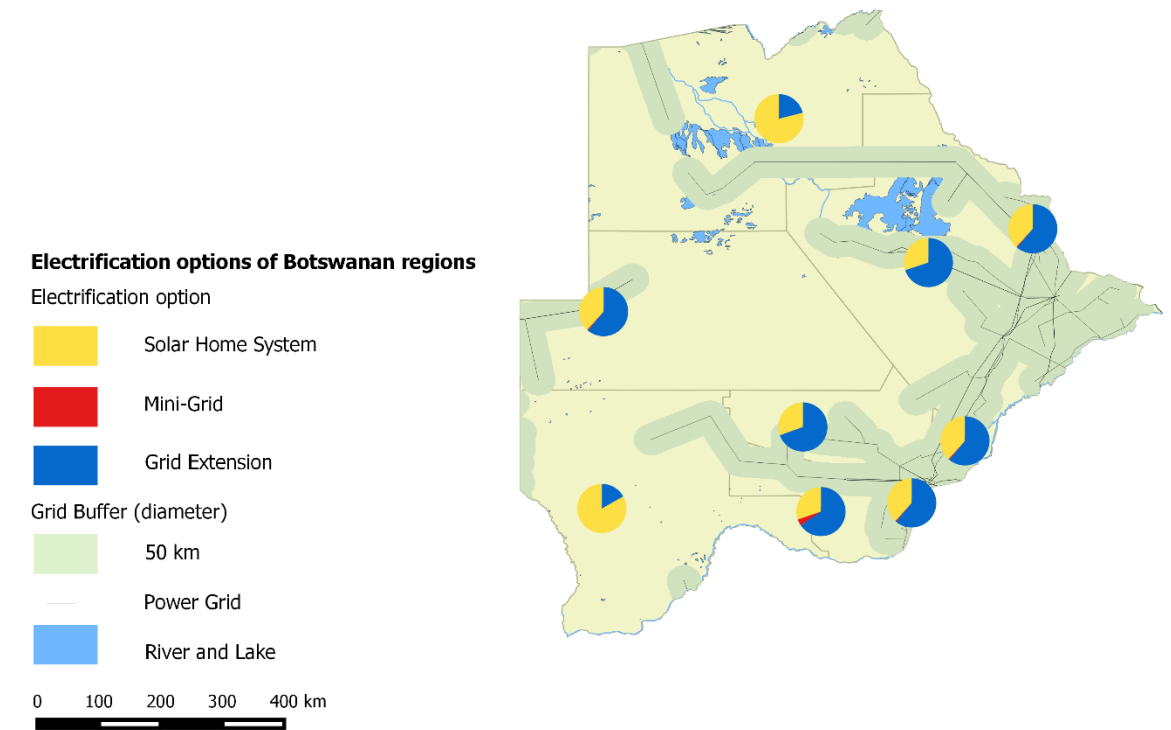 Electrification options of Botswanan regions
Electrification option
Solar Home System
Mini-Grid
Grid Extension
Grid Buffer (diameter)
50 km
Power Grid
River and Lake
0 100 200 300 400 km